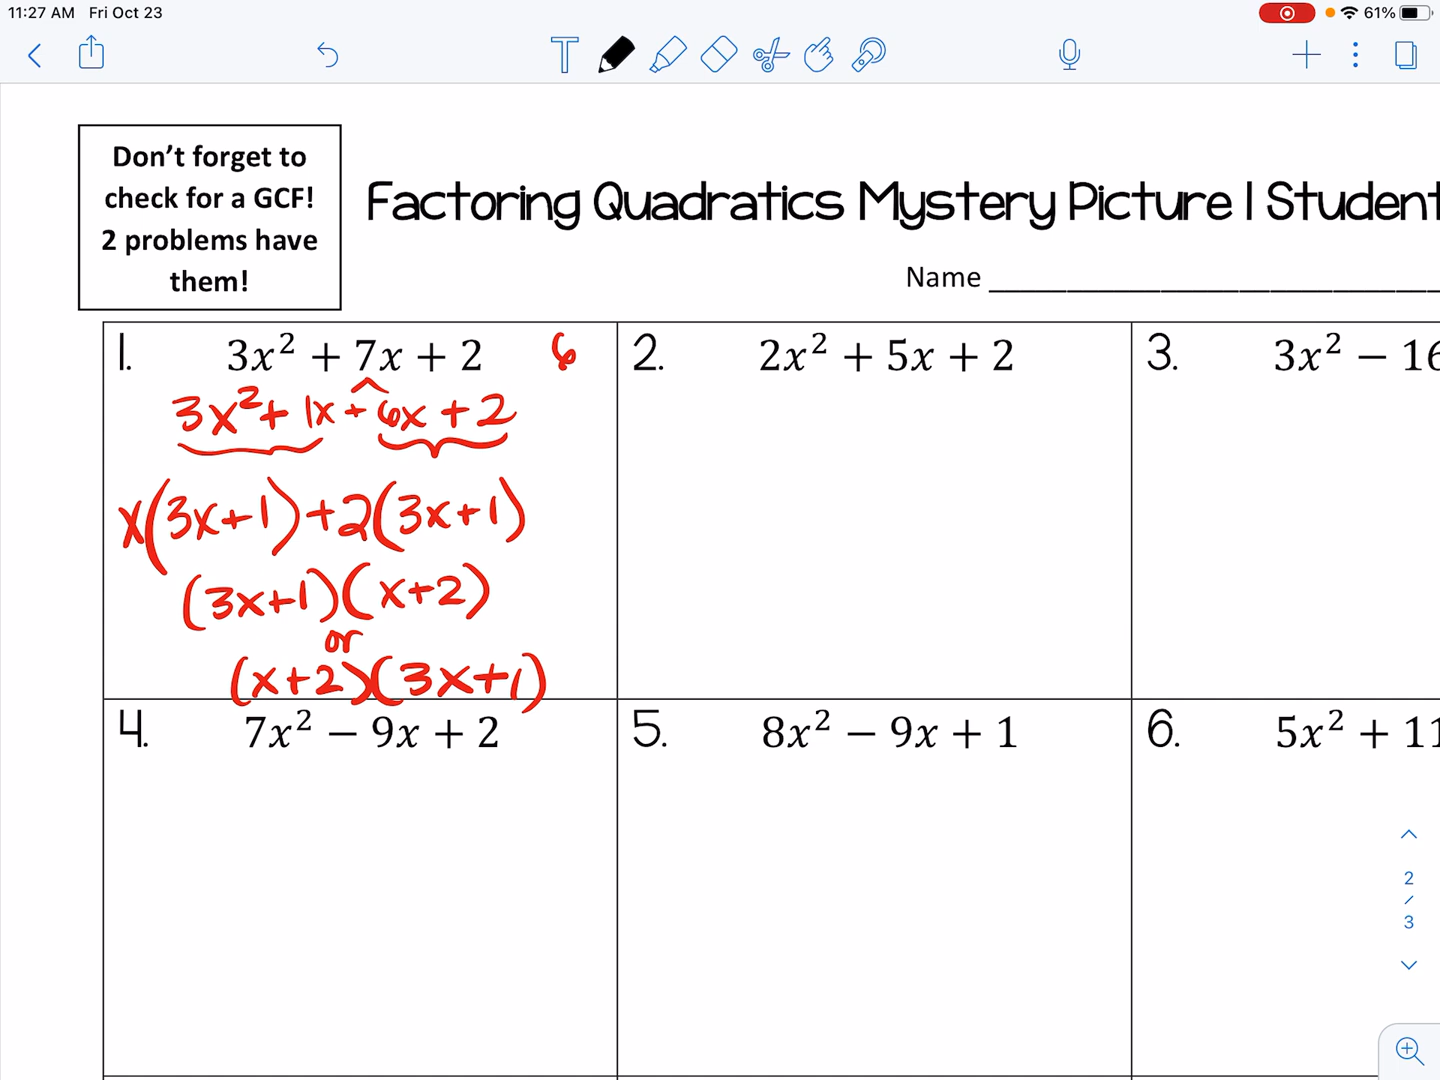 11:27 AM Fri Oct 23
61%
Don't forget to
check for a GCF!
2 problems have
them!
Factoring Quadratics Mystery Picture | Student
Name
1. 3x² + 7x + 2 6
3x² + 1x + 6x + 2
x(3x+1)+2(3x+1)
(3x+1)(x+2)
or
(x+2)(3x+1)
2. 2x² + 5x + 2
3. 3x² − 16
4. 7x² − 9x + 2
5. 8x² − 9x + 1
6. 5x² + 11
2
/
3